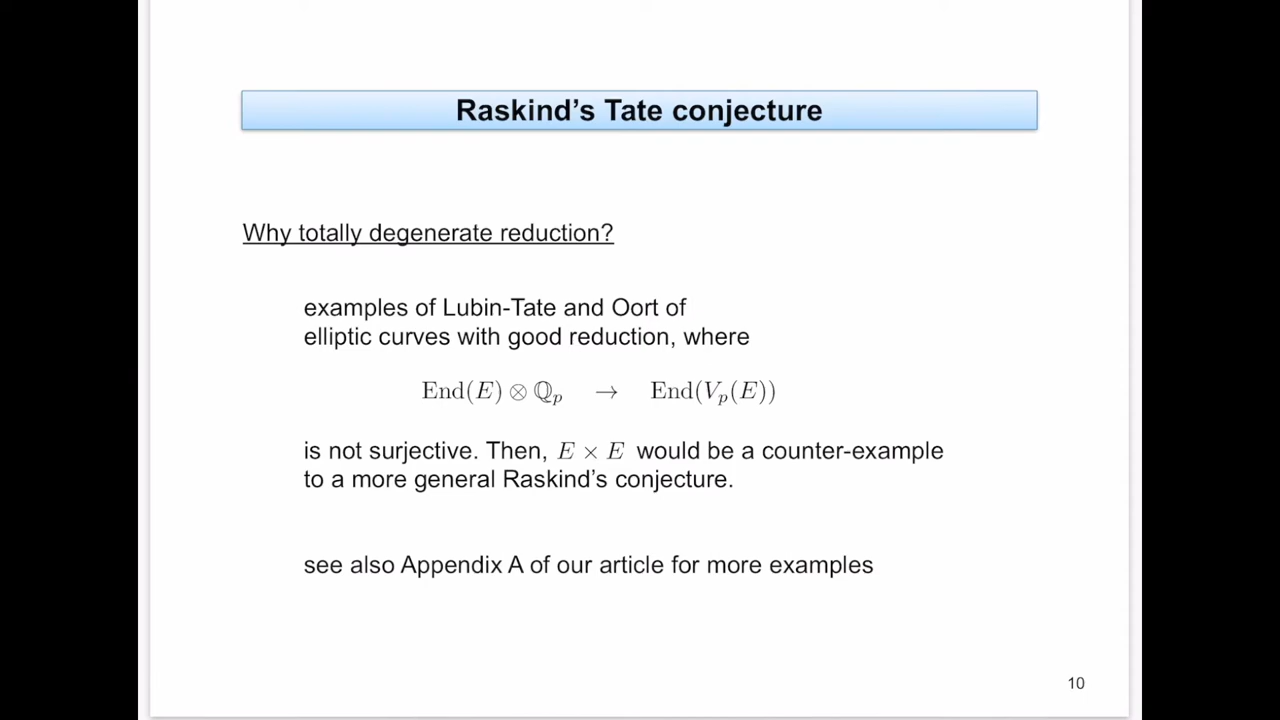 Raskind's Tate conjecture
Why totally degenerate reduction?
examples of Lubin-Tate and Oort of
elliptic curves with good reduction, where
End(E) ⊗ ℚ_p → End(V_p(E))
is not surjective. Then, E × E would be a counter-example
to a more general Raskind's conjecture.
see also Appendix A of our article for more examples
10